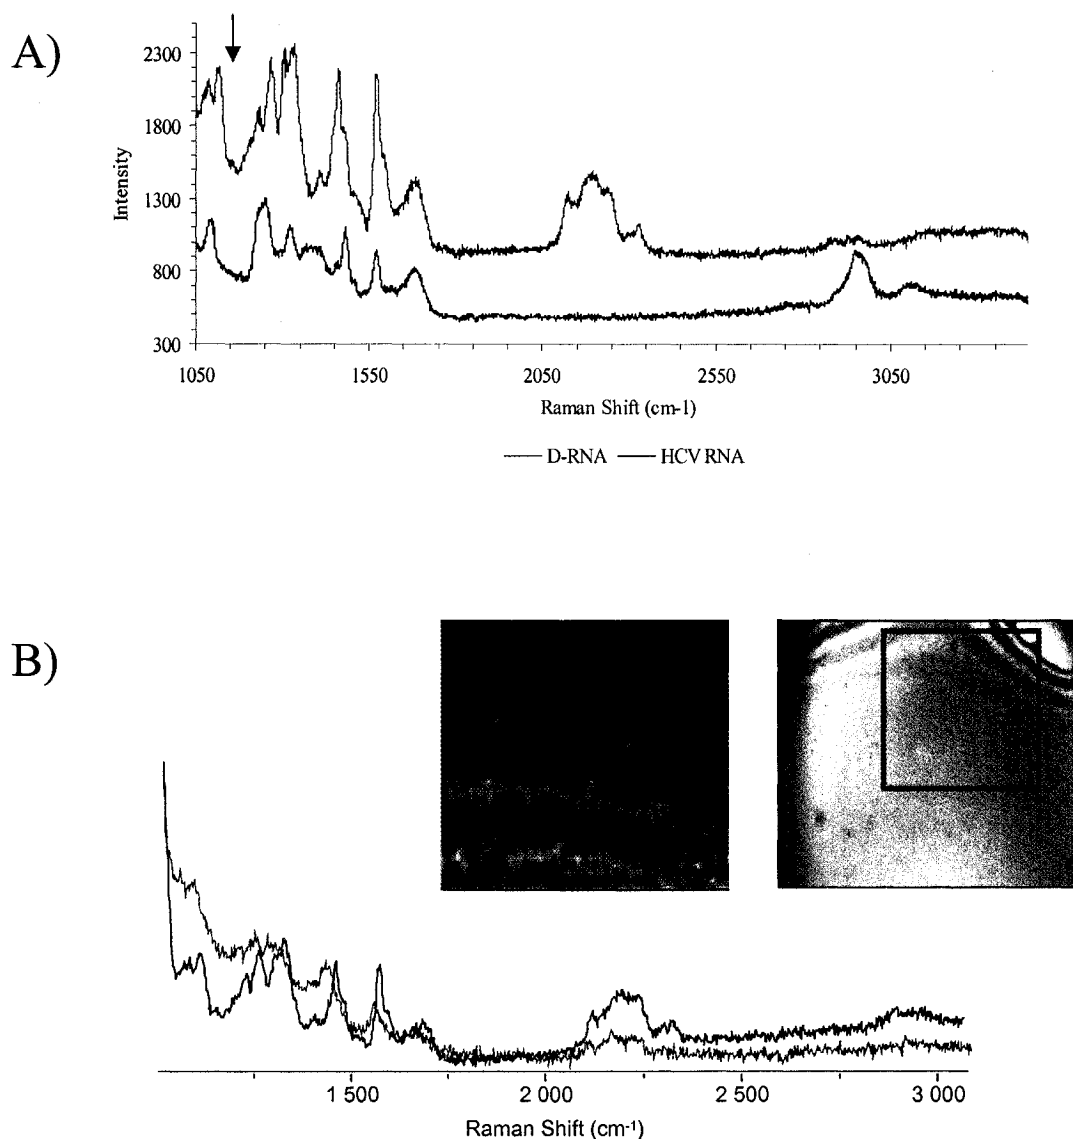 A)
2300
1800
1300
800
300
Intensity
1050 1550 2050 2550 3050
Raman Shift (cm-1)
D-RNA HCV RNA
B)
1 500 2 000 2 500 3 000
Raman Shift (cm-1)